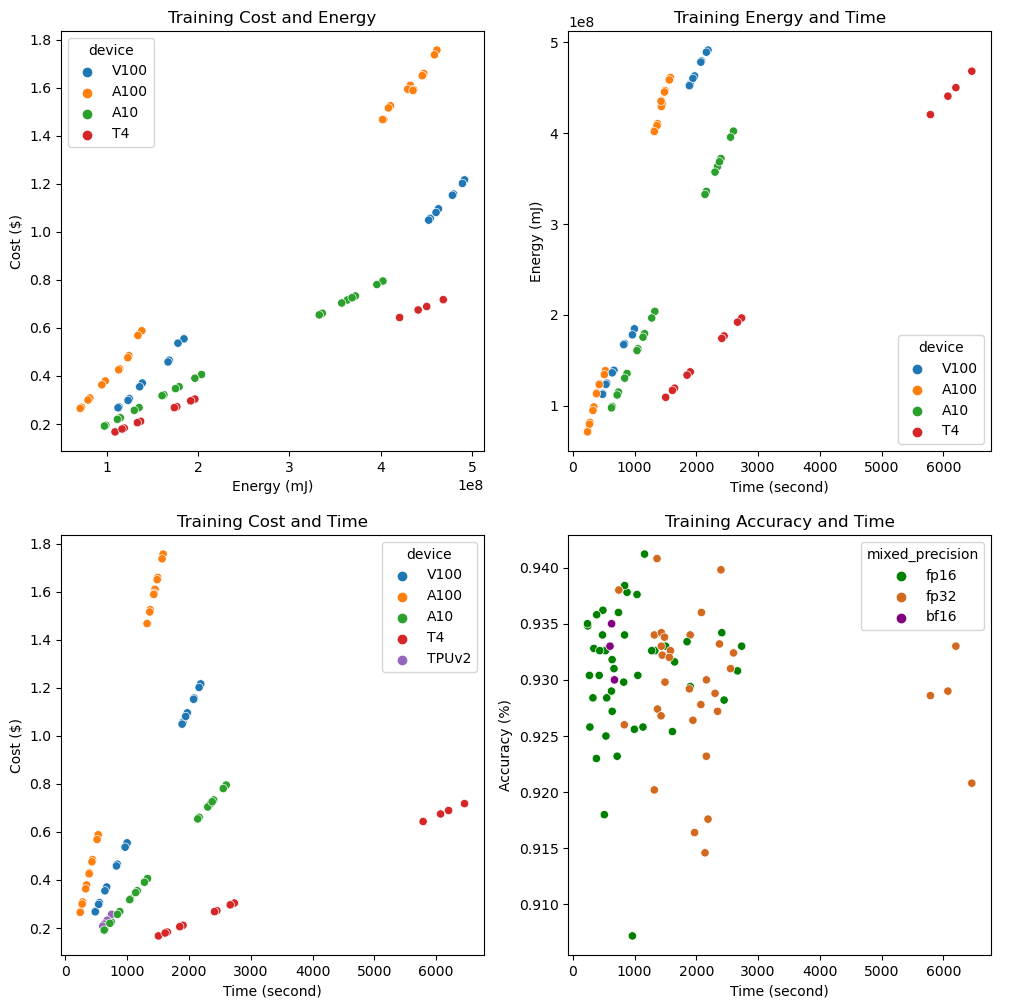 Training Cost and Energy
1.8
1.6
1.4
1.2
1.0
0.8
0.6
0.4
0.2
Cost ($)
device
V100
A100
A10
T4
1
2
3
4
5
1e8
Energy (mJ)
Training Energy and Time
1e8
5
4
3
2
1
Energy (mJ)
device
V100
A100
A10
T4
0
1000
2000
3000
4000
5000
6000
Time (second)
Training Cost and Time
1.8
1.6
1.4
1.2
1.0
0.8
0.6
0.4
0.2
Cost ($)
device
V100
A100
A10
T4
TPUv2
0
1000
2000
3000
4000
5000
6000
Time (second)
Training Accuracy and Time
0.940
0.935
0.930
0.925
0.920
0.915
0.910
Accuracy (%)
mixed_precision
fp16
fp32
bf16
0
1000
2000
3000
4000
5000
6000
Time (second)